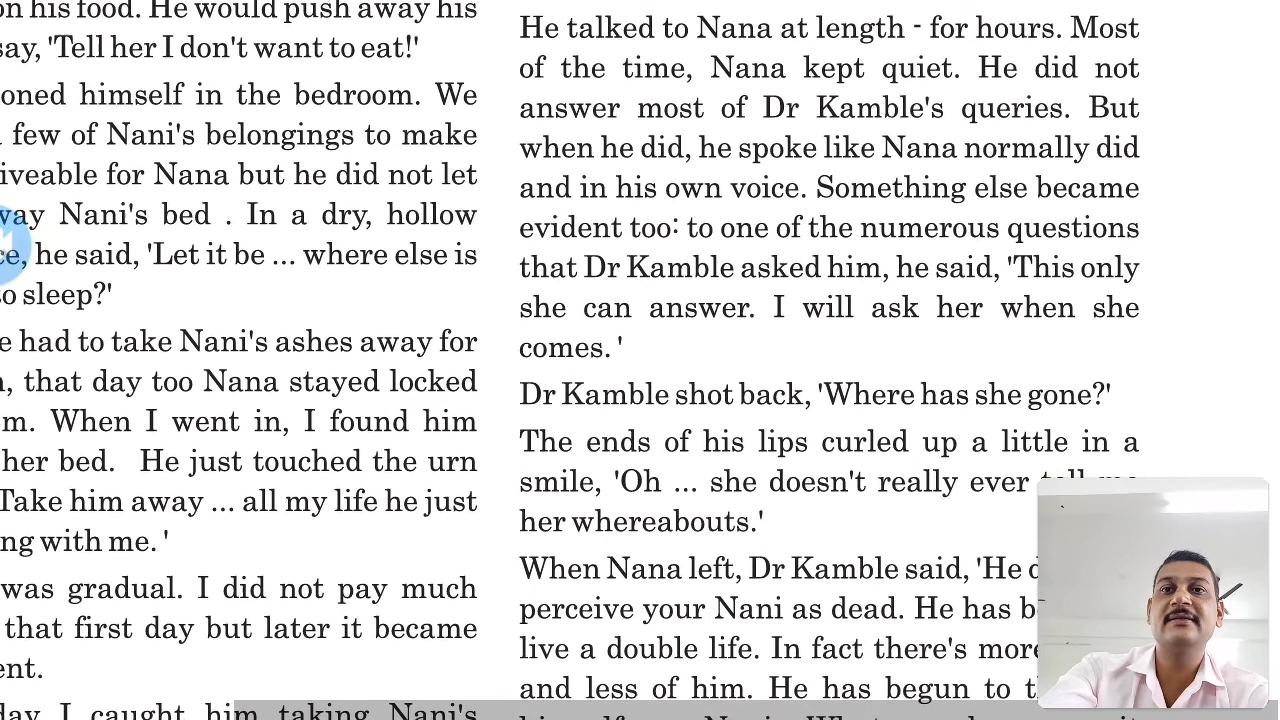 on his food. He would push away his
say, 'Tell her I don't want to eat!'
oned himself in the bedroom. We
few of Nani's belongings to make
iveable for Nana but he did not let
way Nani's bed . In a dry, hollow
ce, he said, 'Let it be ... where else is
to sleep?'
e had to take Nani's ashes away for
n, that day too Nana stayed locked
om. When I went in, I found him
her bed. He just touched the urn
Take him away ... all my life he just
ng with me. '
was gradual. I did not pay much
that first day but later it became
ent.
day I caught him taking Nani's
He talked to Nana at length - for hours. Most
of the time, Nana kept quiet. He did not
answer most of Dr Kamble's queries. But
when he did, he spoke like Nana normally did
and in his own voice. Something else became
evident too: to one of the numerous questions
that Dr Kamble asked him, he said, 'This only
she can answer. I will ask her when she
comes. '
Dr Kamble shot back, 'Where has she gone?'
The ends of his lips curled up a little in a
smile, 'Oh ... she doesn't really ever tell me
her whereabouts.'
When Nana left, Dr Kamble said, 'He d
perceive your Nani as dead. He has b
live a double life. In fact there's more
and less of him. He has begun to t